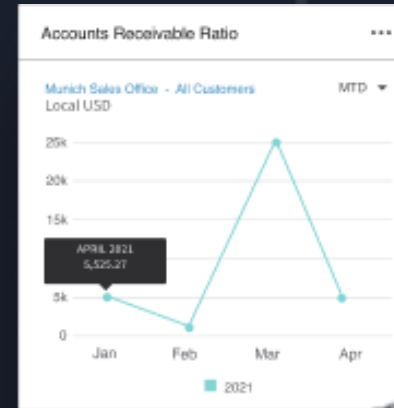 Accounts Receivable Ratio
Munich Sales Office - All Customers
MTD
Local USD
25k
20k
15k
APRIL 2021
5,525.27
5k
0
Jan Feb Mar Apr
2021